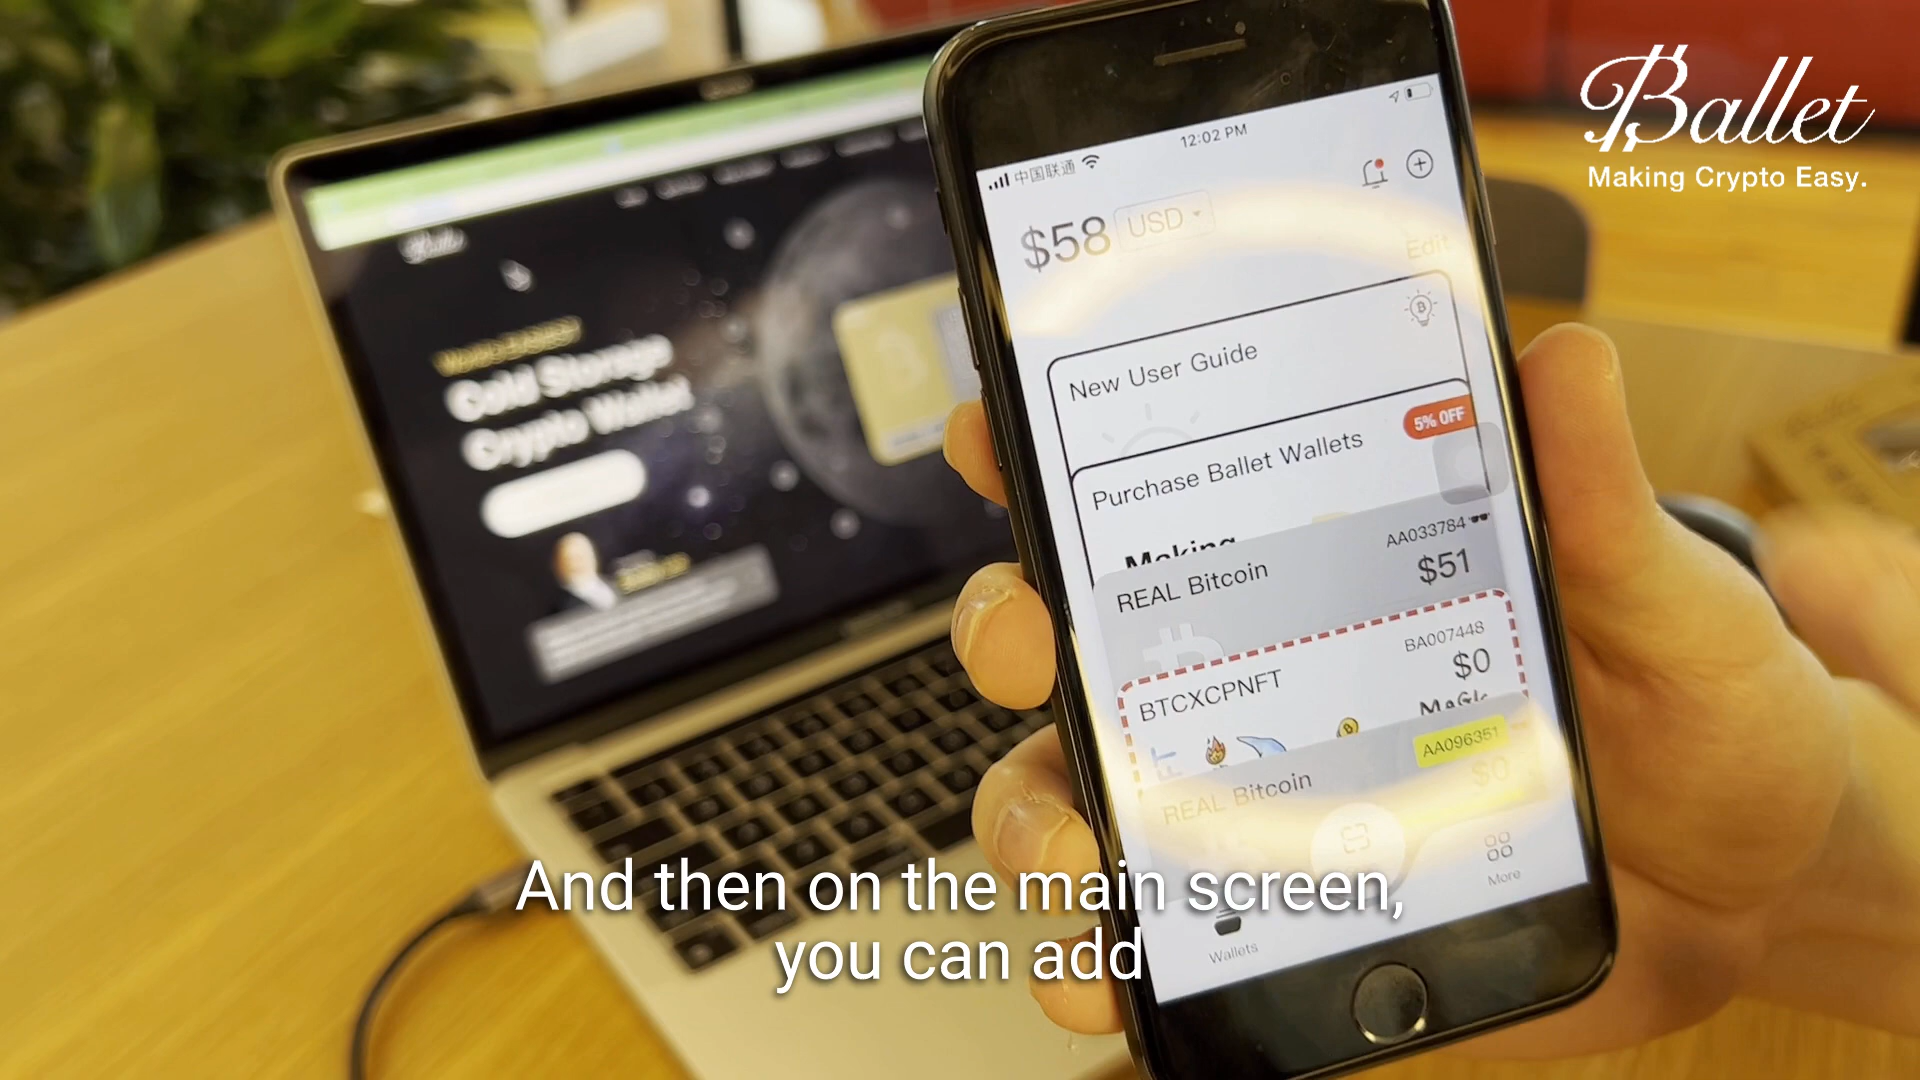 Ballet
Making Crypto Easy.
中国联通
12:02 PM
$58 USD
Edit
New User Guide
5% OFF
Purchase Ballet Wallets
Making
AA033784
REAL Bitcoin
$51
BA007448
BTCXCPNFT
$0
AA096351
REAL Bitcoin
$0
Wallets
More
Cold Storage
Crypto Wallet
And then on the main screen,
you can add